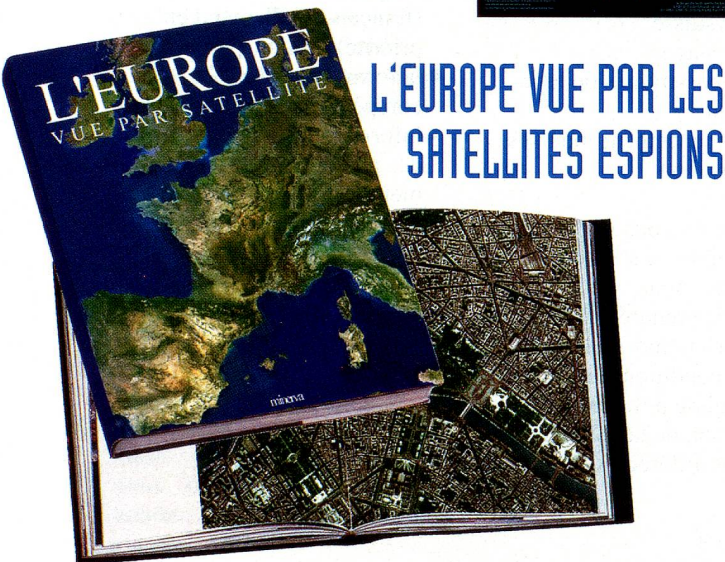 L'EUROPE
VUE PAR SATELLITE
minerva
L'EUROPE VUE PAR LES
SATELLITES ESPIONS